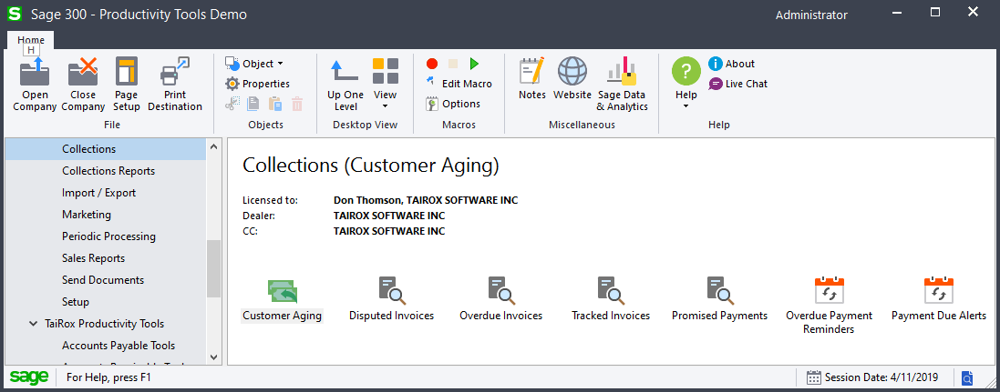 S Sage 300 - Productivity Tools Demo
Administrator
Home
H
Open
Company
Close
Company
Page
Setup
Print
Destination
File
Object
Properties
Objects
Up One
Level
View
Desktop View
Edit Macro
Options
Macros
Notes
Website
Sage Data
& Analytics
Miscellaneous
?
Help
i About
Live Chat
Help
Collections
Collections Reports
Import / Export
Marketing
Periodic Processing
Sales Reports
Send Documents
Setup
TaiRox Productivity Tools
Accounts Payable Tools
Collections (Customer Aging)
Licensed to: Don Thomson, TAIROX SOFTWARE INC
Dealer: TAIROX SOFTWARE INC
CC: TAIROX SOFTWARE INC
Customer Aging
Disputed Invoices
Overdue Invoices
Tracked Invoices
Promised Payments
Overdue Payment
Reminders
Payment Due Alerts
sage
For Help, press F1
Session Date: 4/11/2019